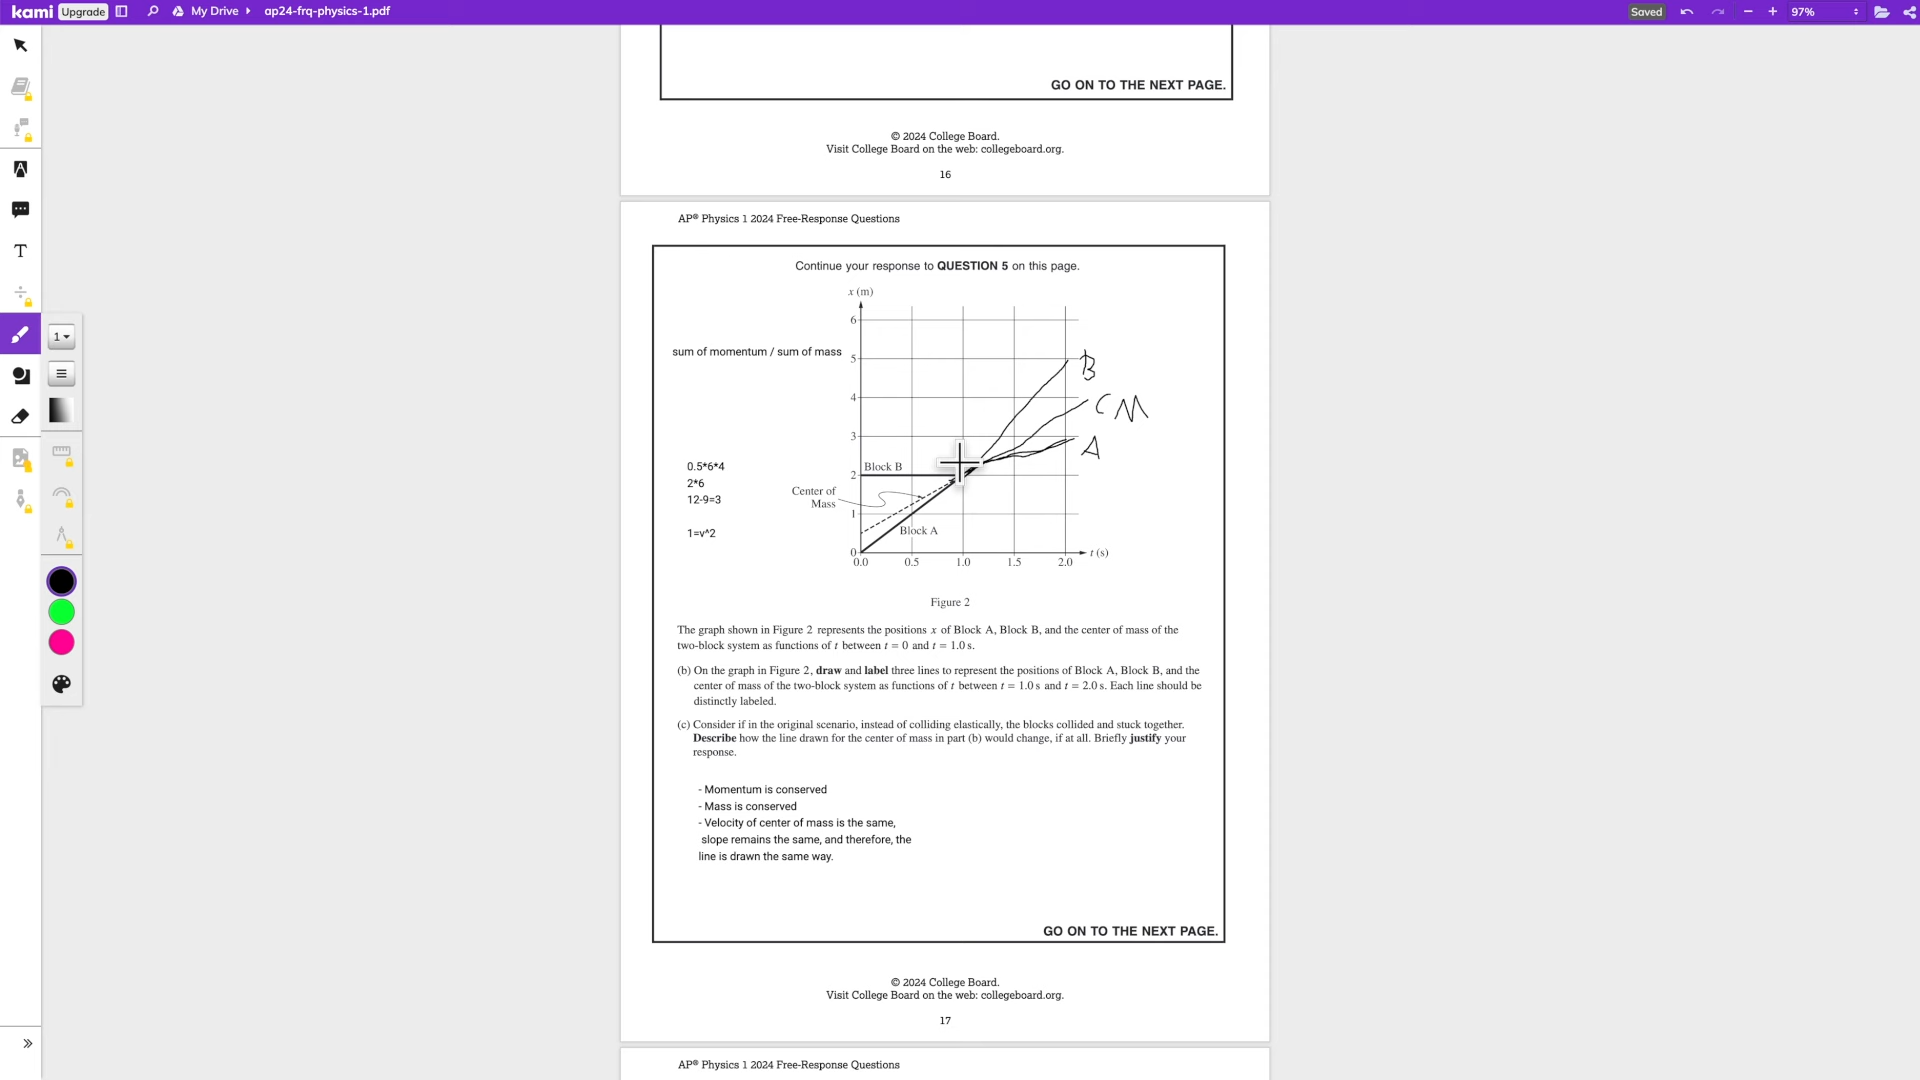 kami Upgrade My Drive ap24-frq-physics-1.pdf Saved 97%
GO ON TO THE NEXT PAGE.
© 2024 College Board.
Visit College Board on the web: collegeboard.org.
16
AP® Physics 1 2024 Free-Response Questions
Continue your response to QUESTION 5 on this page.
x (m)
6
sum of momentum / sum of mass
5
B
4
CM
3
A
0.5*6*4
2*6
12-9=3
1=v^2
Block B
2
Center of
Mass
1
Block A
0
t (s)
0.0 0.5 1.0 1.5 2.0
Figure 2
The graph shown in Figure 2 represents the positions x of Block A, Block B, and the center of mass of the
two-block system as functions of t between t = 0 and t = 1.0 s.
(b) On the graph in Figure 2, draw and label three lines to represent the positions of Block A, Block B, and the
center of mass of the two-block system as functions of t between t = 1.0 s and t = 2.0 s. Each line should be
distinctly labeled.
(c) Consider if in the original scenario, instead of colliding elastically, the blocks collided and stuck together.
Describe how the line drawn for the center of mass in part (b) would change, if at all. Briefly justify your
response.
- Momentum is conserved
- Mass is conserved
- Velocity of center of mass is the same,
slope remains the same, and therefore, the
line is drawn the same way.
GO ON TO THE NEXT PAGE.
© 2024 College Board.
Visit College Board on the web: collegeboard.org.
17
AP® Physics 1 2024 Free-Response Questions
T
1